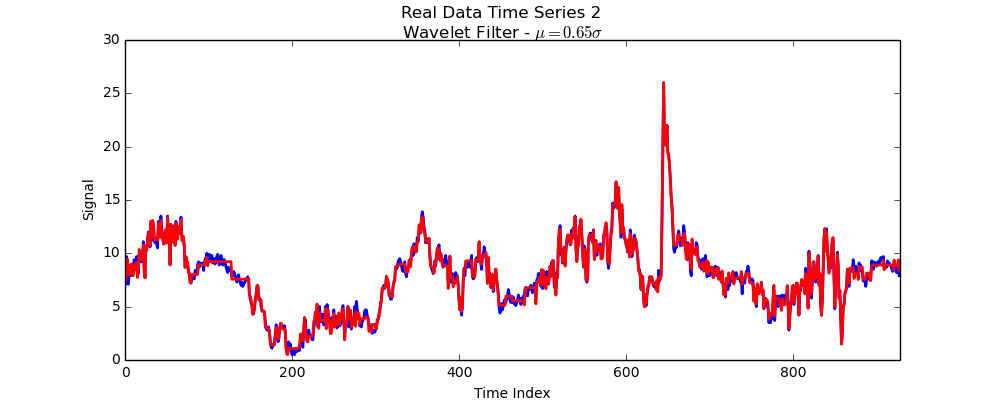 Real Data Time Series 2
Wavelet Filter - μ = 0.65σ
30
25
20
15
10
5
0
Signal
0 200 400 600 800
Time Index